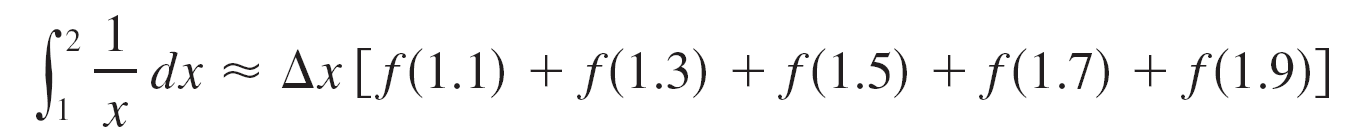 ∫₁² 1/x dx ≈ Δx [f(1.1) + f(1.3) + f(1.5) + f(1.7) + f(1.9)]